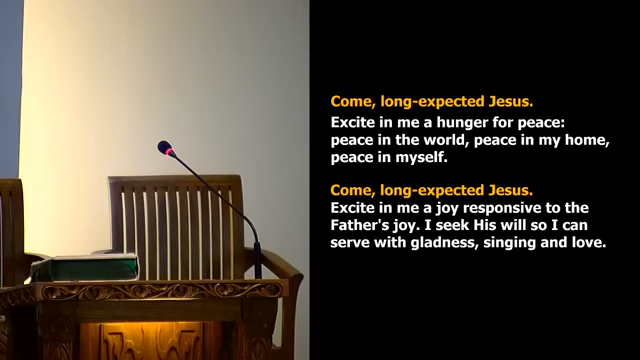 Come, long-expected Jesus.
Excite in me a hunger for peace:
peace in the world, peace in my home,
peace in myself.
Come, long-expected Jesus.
Excite in me a joy responsive to the
Father's joy. I seek His will so I can
serve with gladness, singing and love.